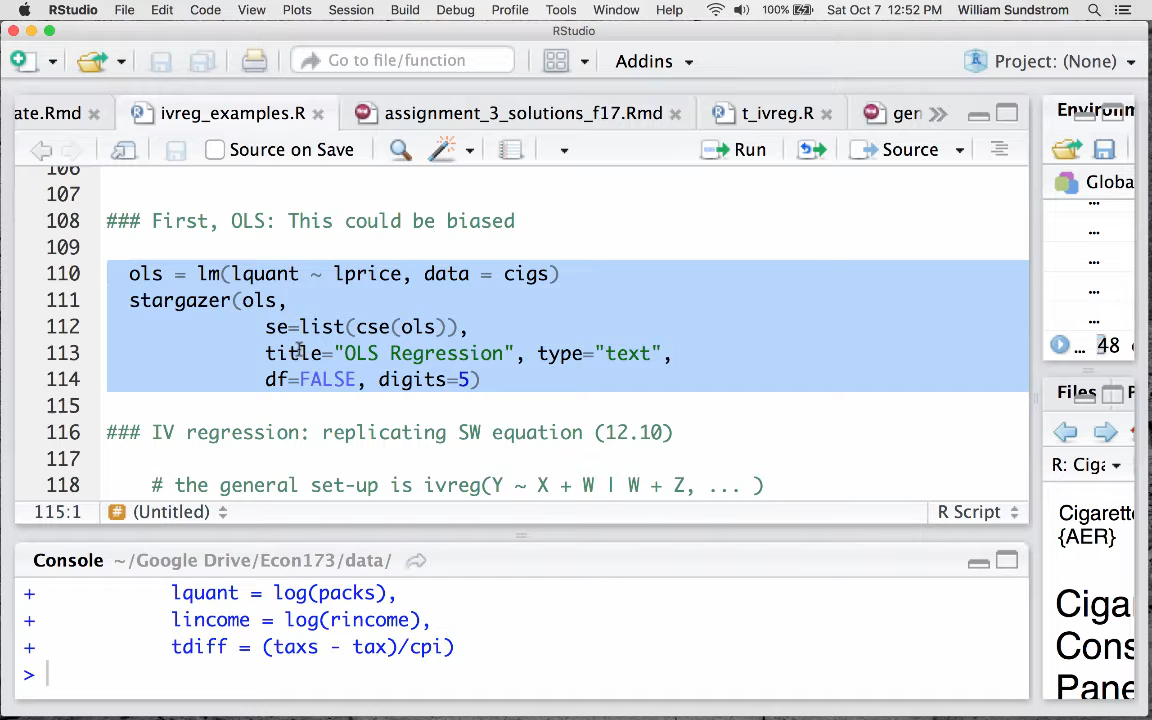 RStudio File Edit Code View Plots Session Build Debug Profile Tools Window Help 100% Sat Oct 7 12:52 PM William Sundstrom
RStudio
Go to file/function Addins Project: (None)
ate.Rmd ivreg_examples.R assignment_3_solutions_f17.Rmd t_ivreg.R gen
Source on Save Run Source
106
107
108 ### First, OLS: This could be biased
109
110 ols = lm(lquant ~ lprice, data = cigs)
111 stargazer(ols,
112 se=list(cse(ols)),
113 title="OLS Regression", type="text",
114 df=FALSE, digits=5)
115
116 ### IV regression: replicating SW equation (12.10)
117
118 # the general set-up is ivreg(Y ~ X + W | W + Z, ... )
115:1 # (Untitled) R Script
Console ~/Google Drive/Econ173/data/
+ lquant = log(packs),
+ lincome = log(rincome),
+ tdiff = (taxs - tax)/cpi)
>
Environm
Globa
...
...
...
...
...
... 48
Files P
R: Ciga
Cigarette
{AER}
Ciga
Cons
Pane